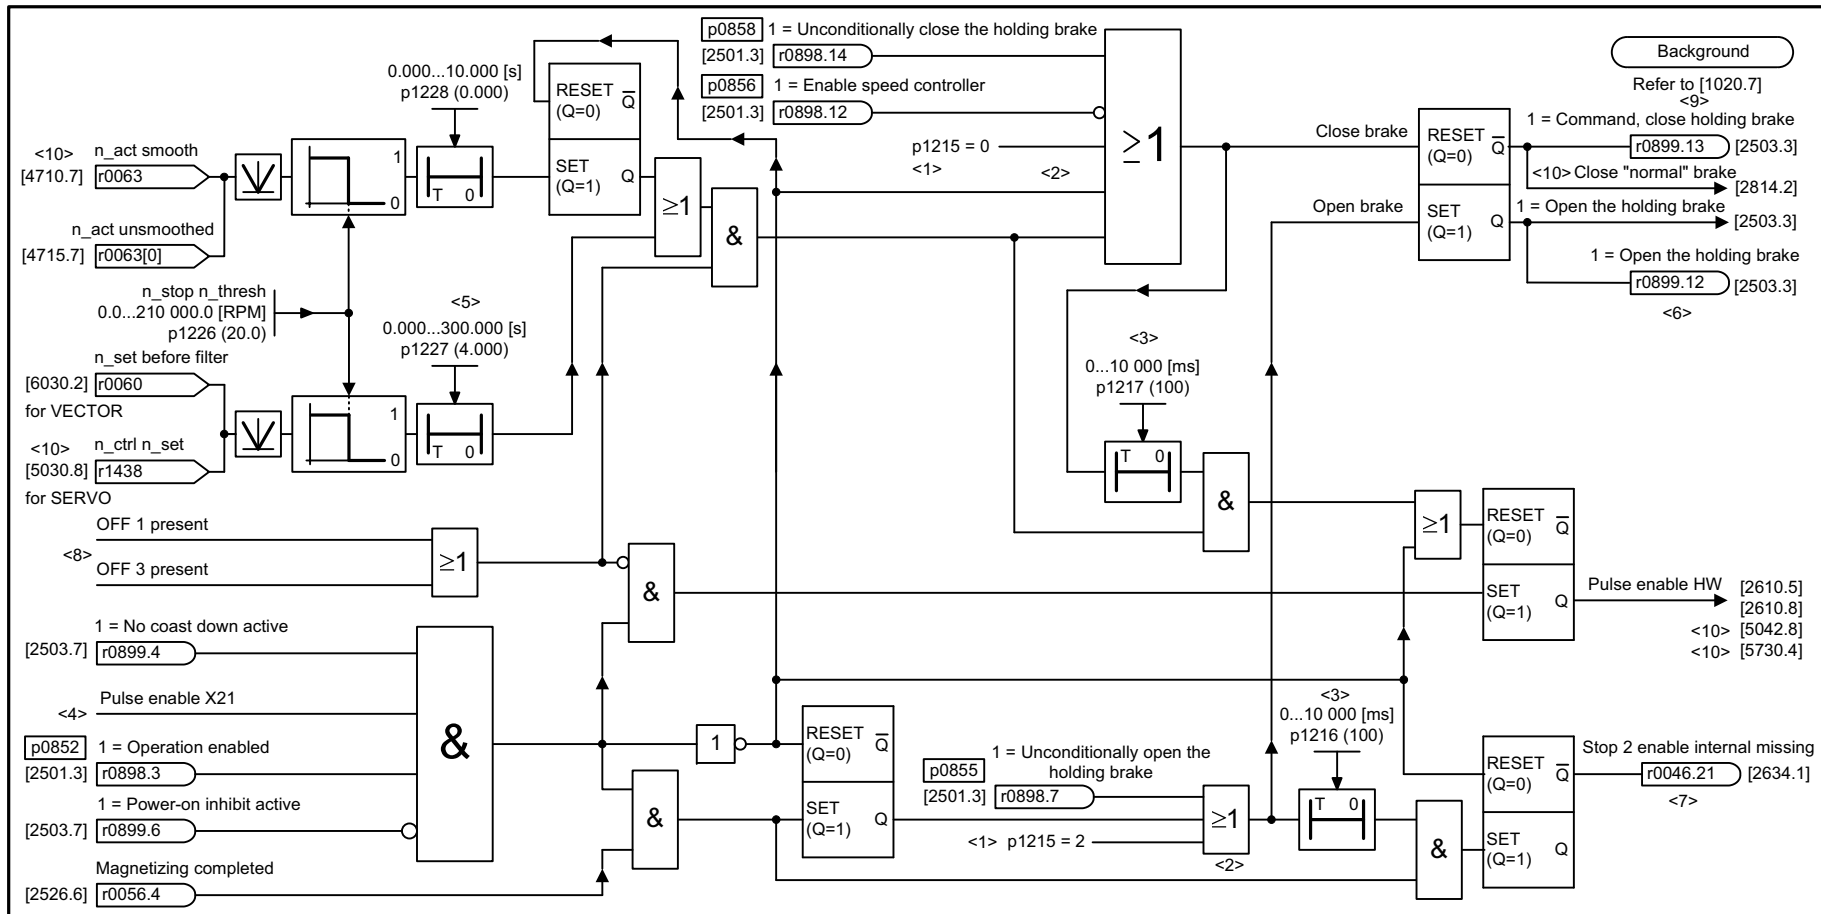 p0858 1 = Unconditionally close the holding brake
[2501.3] r0898.14
p0856 1 = Enable speed controller
[2501.3] r0898.12
p1215 = 0
<1>
<2>
≥1
Background
Refer to [1020.7]
<9>
1 = Command, close holding brake
r0899.13 [2503.3]
<10> Close "normal" brake
[2814.2]
1 = Open the holding brake
[2503.3]
1 = Open the holding brake
r0899.12 [2503.3]
<6>
Close brake
RESET
(Q=0)
Q
Open brake
SET
(Q=1)
Q
0.000...10.000 [s]
p1228 (0.000)
RESET
(Q=0)
Q
SET
(Q=1)
Q
<10> n_act smooth
[4710.7] r0063
1
0
T 0
≥1
&
n_act unsmoothed
[4715.7] r0063[0]
n_stop n_thresh
0.0...210 000.0 [RPM]
p1226 (20.0)
<5>
0.000...300.000 [s]
p1227 (4.000)
n_set before filter
[6030.2] r0060
for VECTOR
1
0
T 0
<10> n_ctrl n_set
[5030.8] r1438
for SERVO
<3>
0...10 000 [ms]
p1217 (100)
T 0
&
≥1
RESET
(Q=0)
Q
SET
(Q=1)
Q
Pulse enable HW
[2610.5]
[2610.8]
<10> [5042.8]
<10> [5730.4]
OFF 1 present
<8>
OFF 3 present
≥1
&
1 = No coast down active
[2503.7] r0899.4
Pulse enable X21
<4>
p0852 1 = Operation enabled
[2501.3] r0898.3
1 = Power-on inhibit active
[2503.7] r0899.6
&
Magnetizing completed
[2526.6] r0056.4
1
&
RESET
(Q=0)
Q
SET
(Q=1)
Q
1 = Unconditionally open the
holding brake
p0855
[2501.3] r0898.7
<1> p1215 = 2
≥1
<2>
<3>
0...10 000 [ms]
p1216 (100)
T 0
&
RESET
(Q=0)
Q
SET
(Q=1)
Q
Stop 2 enable internal missing
r0046.21 [2634.1]
<7>